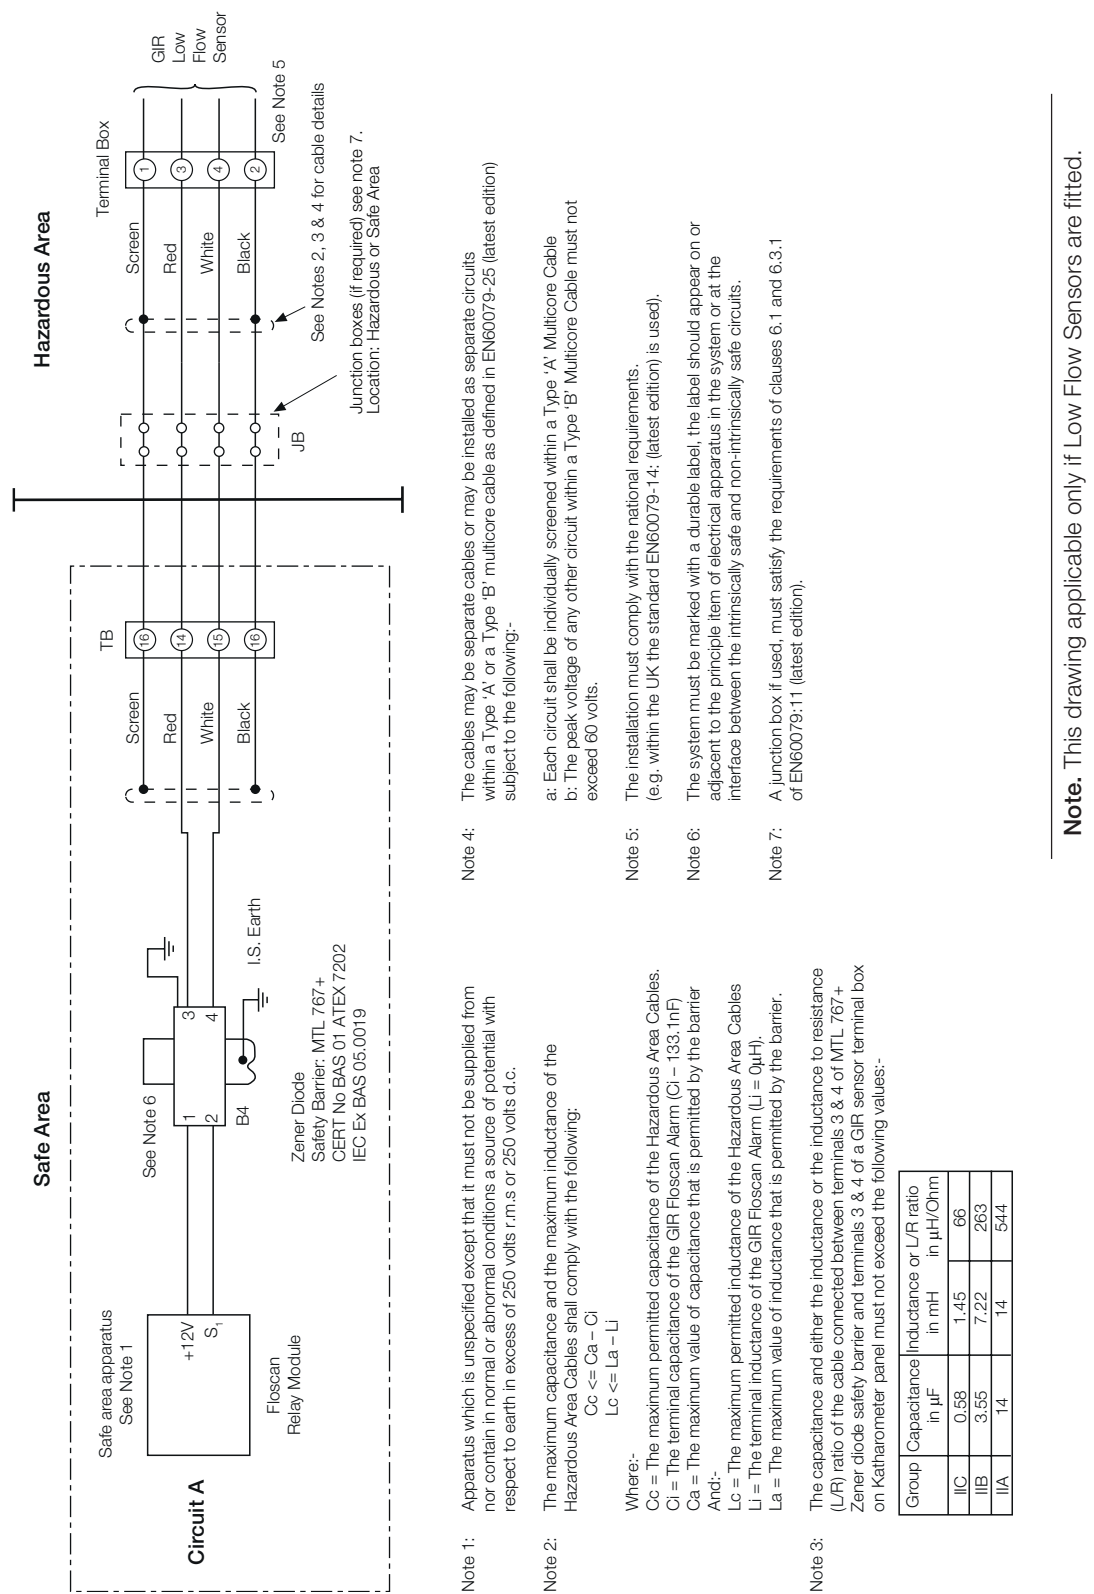 Safe Area
Hazardous Area
Circuit A
Safe area apparatus
See Note 1
+12V
S1
Floscan
Relay Module
See Note 6
1
2
3
4
B4
I.S. Earth
Zener Diode
Safety Barrier: MTL 767+
CERT No BAS 01 ATEX 7202
IEC Ex BAS 05.0019
Screen
Red
White
Black
TB
16
14
15
16
JB
Junction boxes (if required) see note 7.
Location: Hazardous or Safe Area
See Notes 2, 3 & 4 for cable details
Screen
Red
White
Black
Terminal Box
1
3
4
2
See Note 5
GIR
Low
Flow
Sensor
Note 1: Apparatus which is unspecified except that it must not be supplied from
nor contain in normal or abnormal conditions a source of potential with
respect to earth in excess of 250 volts r.m.s or 250 volts d.c.
Note 2: The maximum capacitance and the maximum inductance of the
Hazardous Area Cables shall comply with the following;
Cc <= Ca – Ci
Lc <= La – Li
Where:-
Cc = The maximum permitted capacitance of the Hazardous Area Cables.
Ci = The terminal capacitance of the GIR Floscan Alarm (Ci – 133.1nF)
Ca = The maximum value of capacitance that is permitted by the barrier
And:-
Lc = The maximum permitted inductance of the Hazardous Area Cables
Li = The terminal inductance of the GIR Floscan Alarm (Li = 0µH).
La = The maximum value of inductance that is permitted by the barrier.
Note 3: The capacitance and either the inductance or the inductance to resistance
(L/R) ratio of the cable connected between terminals 3 & 4 of MTL 767+
Zener diode safety barrier and terminals 3 & 4 of a GIR sensor terminal box
on Katharometer panel must not exceed the following values:-
Group Capacitance Inductance or L/R ratio
in µF in mH in µH/Ohm
IIC 0.58 1.45 66
IIB 3.55 7.22 263
IIA 14 14 544
Note 4: The cables may be separate cables or may be installed as separate circuits
within a Type ‘A’ or a Type ‘B’ multicore cable as defined in EN60079-25 (latest edition)
subject to the following:-
a: Each circuit shall be individually screened within a Type ‘A’ Multicore Cable
b: The peak voltage of any other circuit within a Type ‘B’ Multicore Cable must not
exceed 60 volts.
Note 5: The installation must comply with the national requirements.
(e.g. within the UK the standard EN60079-14: (latest edition) is used).
Note 6: The system must be marked with a durable label, the label should appear on or
adjacent to the principle item of electrical apparatus in the system or at the
interface between the intrinsically safe and non-intrinsically safe circuits.
Note 7: A junction box if used, must satisfy the requirements of clauses 6.1 and 6.3.1
of EN60079:11 (latest edition).
Note. This drawing applicable only if Low Flow Sensors are fitted.